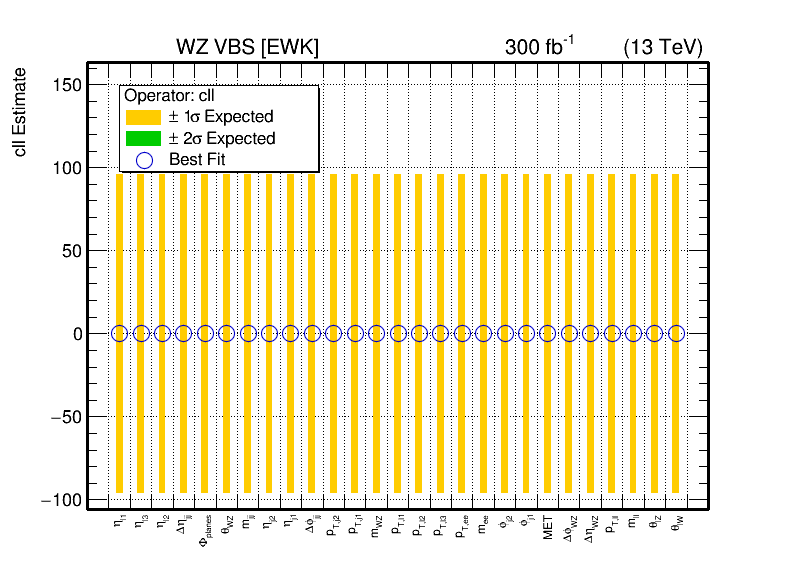 WZ VBS [EWK] 300 fb⁻¹ (13 TeV)
cll Estimate
Operator: cll
± 1σ Expected
± 2σ Expected
Best Fit
150
100
50
0
−50
−100
η_l1 η_l3 η_l2 Δη_jj Φ_planes θ_WZ m_jj η_j2 η_j1 Δϕ_jj p_T,j2 p_T,j1 m_WZ p_T,l1 p_T,l2 p_T,l3 p_T,ee m_ee ϕ_j2 ϕ_j1 MET Δϕ_WZ Δη_WZ p_T,ll m_ll θ_lZ θ_lW